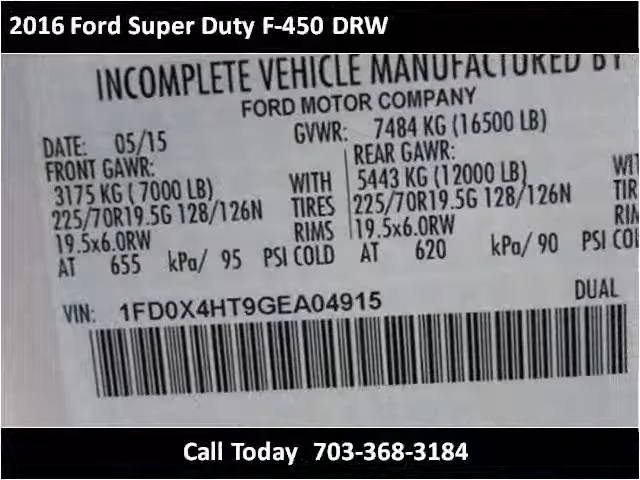 2016 Ford Super Duty F-450 DRW
INCOMPLETE VEHICLE MANUFACTURED BY
FORD MOTOR COMPANY
DATE: 05/15
GVWR: 7484 KG (16500 LB)
FRONT GAWR:
REAR GAWR:
3175 KG ( 7000 LB) WITH 5443 KG (12000 LB)
225/70R19.5G 128/126N TIRES 225/70R19.5G 128/126N
19.5x6.0RW RIMS 19.5x6.0RW
AT 655 kPa/ 95 PSI COLD AT 620 kPa/ 90 PSI
VIN: 1FD0X4HT9GEA04915 DUAL
Call Today 703-368-3184